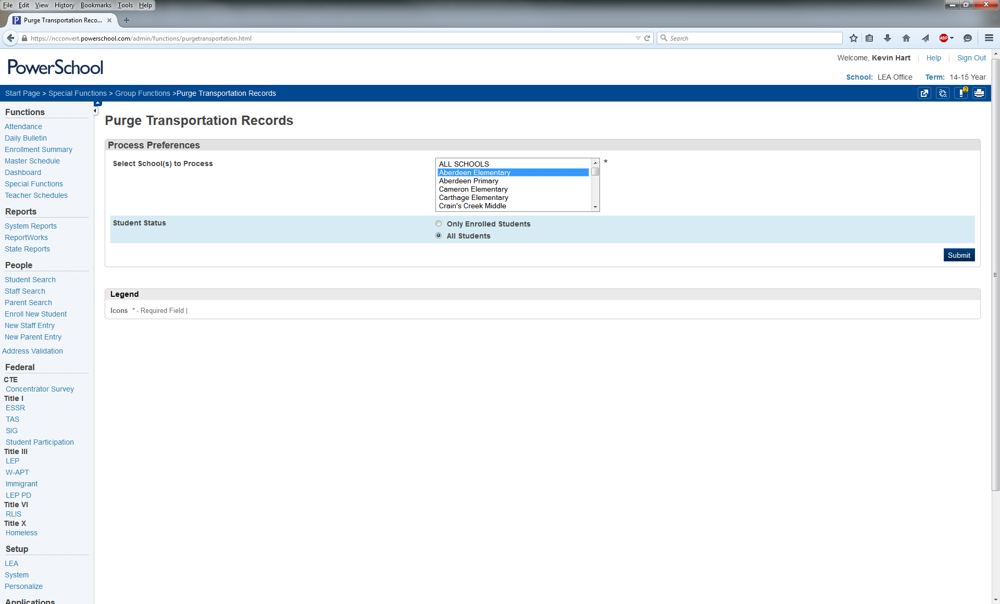 File Edit View History Bookmarks Tools Help
Purge Transportation Reco...
https://ncconvert.powerschool.com/admin/functions/purgetransportation.html
Search
ABP
PowerSchool
Welcome, Kevin Hart | Help | Sign Out
School: LEA Office Term: 14-15 Year
Start Page > Special Functions > Group Functions >Purge Transportation Records
2
Functions
Attendance
Daily Bulletin
Enrollment Summary
Master Schedule
Dashboard
Special Functions
Teacher Schedules
Reports
System Reports
ReportWorks
State Reports
People
Student Search
Staff Search
Parent Search
Enroll New Student
New Staff Entry
New Parent Entry
Address Validation
Federal
CTE
Concentrator Survey
Title I
ESSR
TAS
SIG
Student Participation
Title III
LEP
W-APT
Immigrant
LEP PD
Title VI
RLIS
Title X
Homeless
Setup
LEA
System
Personalize
Applications
Purge Transportation Records
Process Preferences
Select School(s) to Process
ALL SCHOOLS
Aberdeen Elementary
Aberdeen Primary
Cameron Elementary
Carthage Elementary
Crain's Creek Middle
*
Student Status
Only Enrolled Students
All Students
Submit
Legend
Icons * - Required Field |